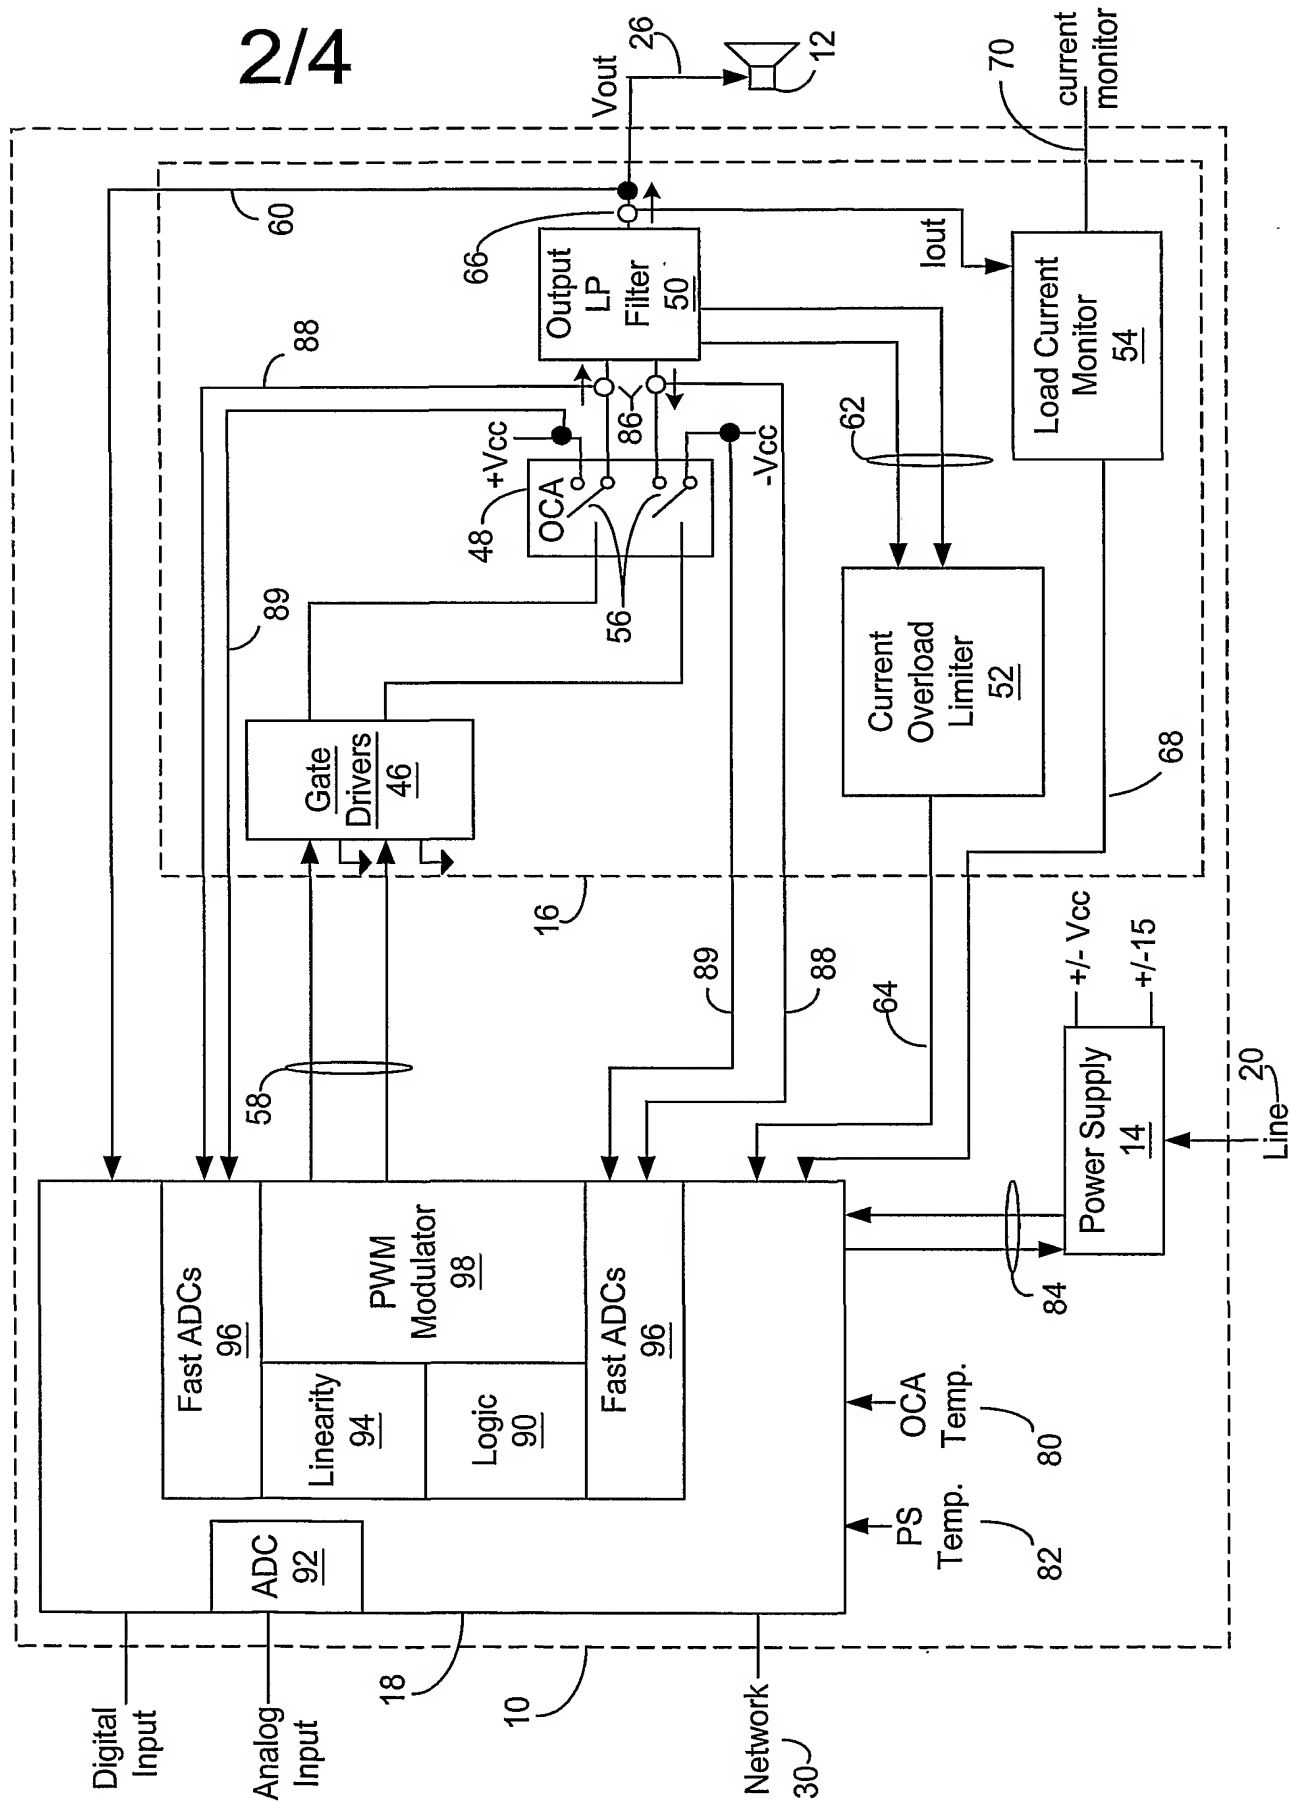 2/4
Digital
Input
Analog
Input
Network
30
18
10
ADC
92
Fast ADCs
96
Linearity
94
Logic
90
PWM
Modulator
98
Fast ADCs
96
PS
Temp.
82
OCA
Temp.
80
84
Power Supply
14
Line
20
+/- Vcc
+/-15
58
16
89
88
64
68
Gate
Drivers
46
89
88
60
48
OCA
56
+Vcc
-Vcc
86
66
Output
LP
Filter
50
62
Current
Overload
Limiter
52
Iout
Load Current
Monitor
54
Vout
26
12
70
current
monitor